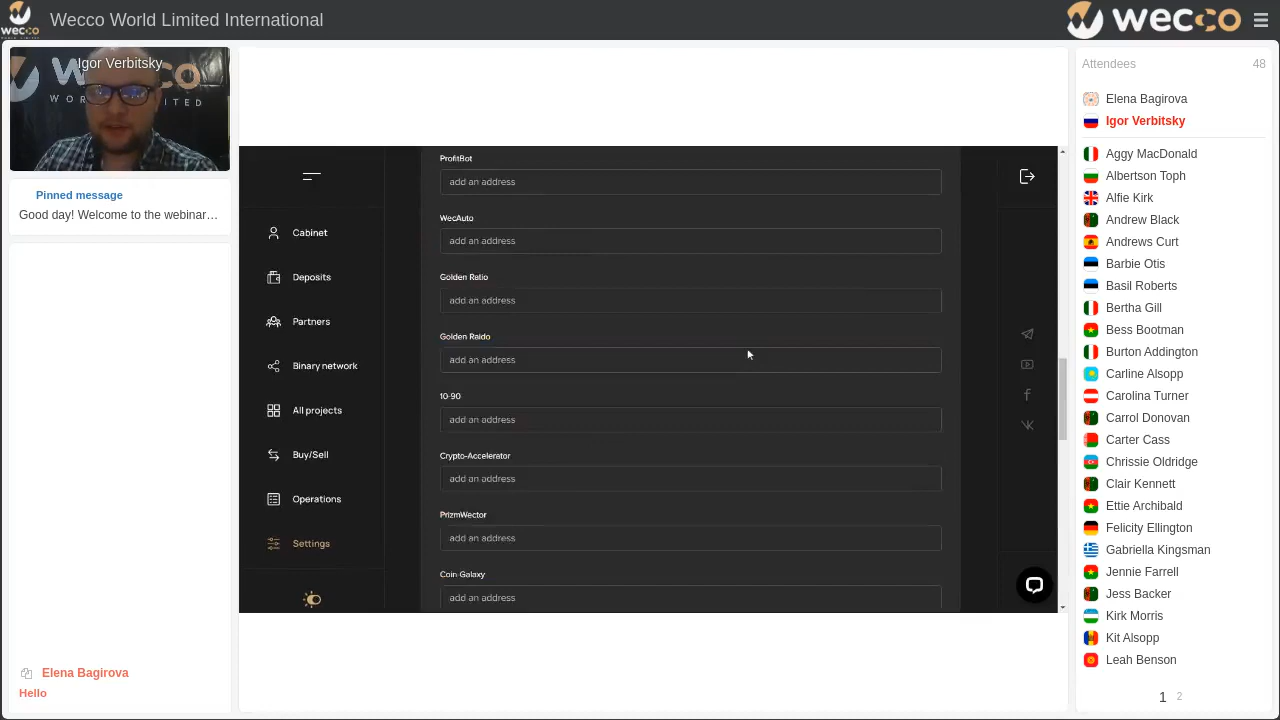 Wecco World Limited International
wecco
wecco
Igor Verbitsky
WOR
ITED
Pinned message
Good day! Welcome to the webinar…
Elena Bagirova
Hello
Cabinet
Deposits
Partners
Binary network
All projects
Buy/Sell
Operations
Settings
ProfitBot
add an address
WecAuto
add an address
Golden Ratio
add an address
Golden Raido
add an address
10-90
add an address
Crypto-Accelerator
add an address
PrizmWector
add an address
Coin-Galaxy
add an address
Attendees 48
Elena Bagirova
Igor Verbitsky
Aggy MacDonald
Albertson Toph
Alfie Kirk
Andrew Black
Andrews Curt
Barbie Otis
Basil Roberts
Bertha Gill
Bess Bootman
Burton Addington
Carline Alsopp
Carolina Turner
Carrol Donovan
Carter Cass
Chrissie Oldridge
Clair Kennett
Ettie Archibald
Felicity Ellington
Gabriella Kingsman
Jennie Farrell
Jess Backer
Kirk Morris
Kit Alsopp
Leah Benson
1 2